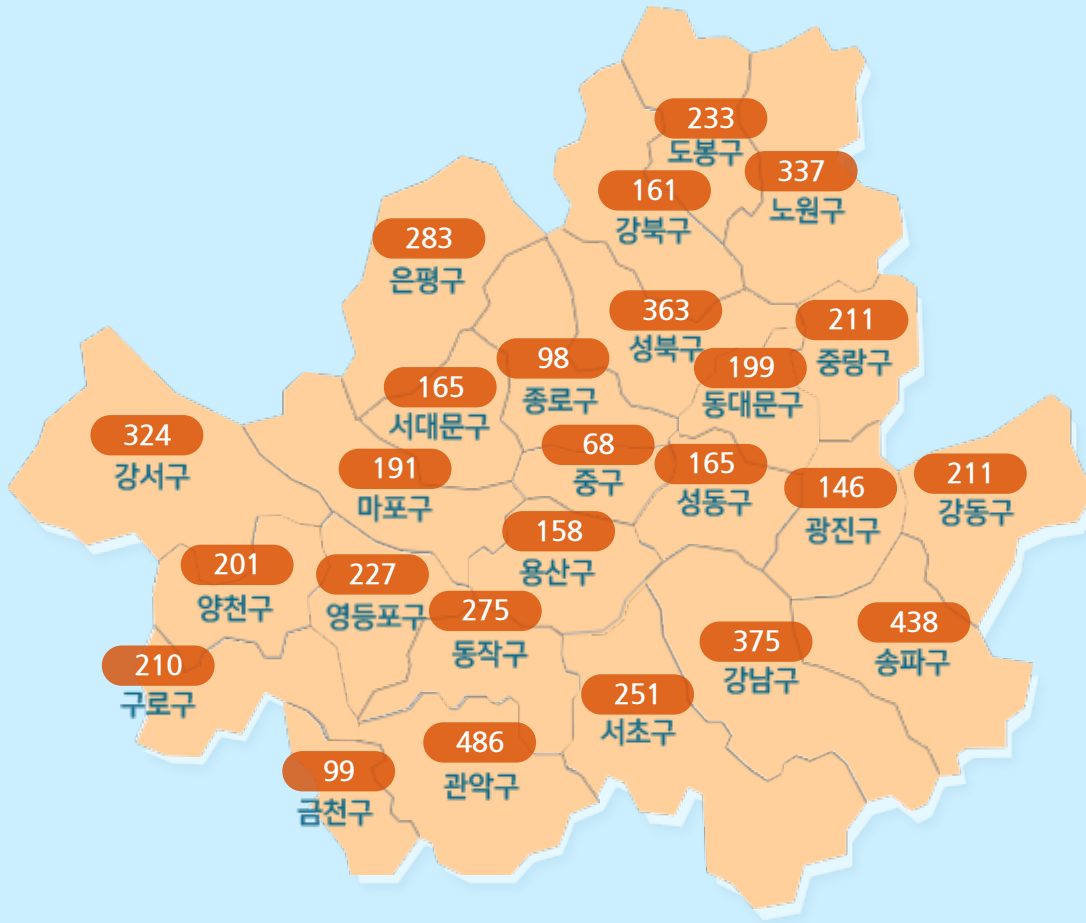 233
도봉구
337
노원구
161
강북구
283
은평구
363
성북구
211
중랑구
98
종로구
199
동대문구
165
서대문구
324
강서구
191
마포구
68
중구
165
성동구
146
광진구
211
강동구
158
용산구
201
양천구
227
영등포구
275
동작구
438
송파구
375
강남구
210
구로구
251
서초구
486
관악구
99
금천구